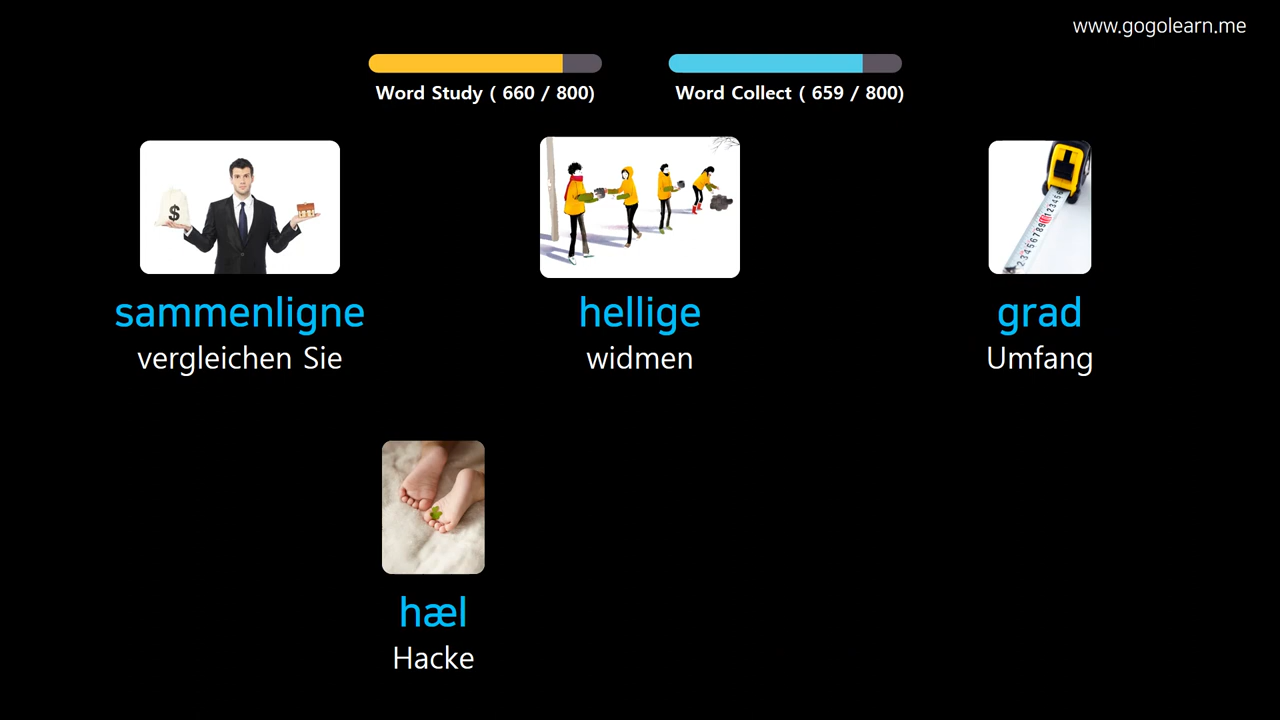 www.gogolearn.me
Word Study ( 660 / 800)
Word Collect ( 659 / 800)
$
sammenligne
vergleichen Sie
hellige
widmen
grad
Umfang
hæl
Hacke